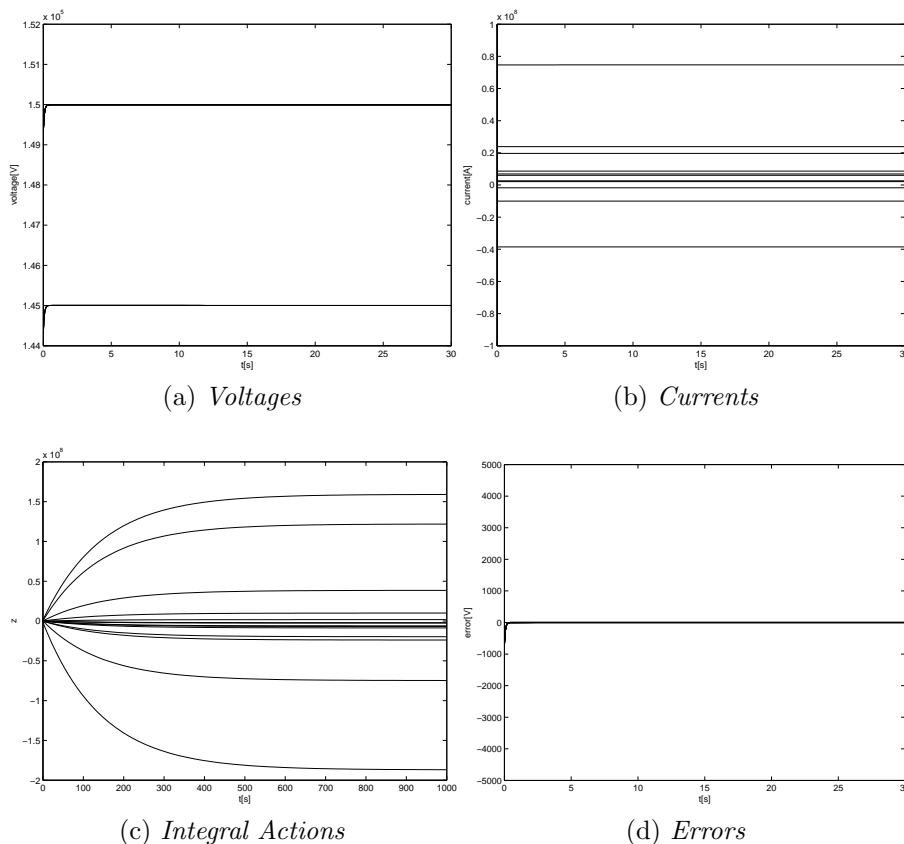 x 10^5
1.52
1.51
1.5
1.49
1.48
1.47
1.46
1.45
1.44
voltage[V]
0 5 10 15 20 25 30
t[s]
(a) Voltages
x 10^8
1
0.8
0.6
0.4
0.2
0
−0.2
−0.4
−0.6
−0.8
−1
current[A]
0 5 10 15 20 25 30
t[s]
(b) Currents
x 10^8
2
1.5
1
0.5
0
−0.5
−1
−1.5
−2
z
0 100 200 300 400 500 600 700 800 900 1000
t[s]
(c) Integral Actions
5000
4000
3000
2000
1000
0
−1000
−2000
−3000
−4000
−5000
error[V]
0 5 10 15 20 25 30
t[s]
(d) Errors